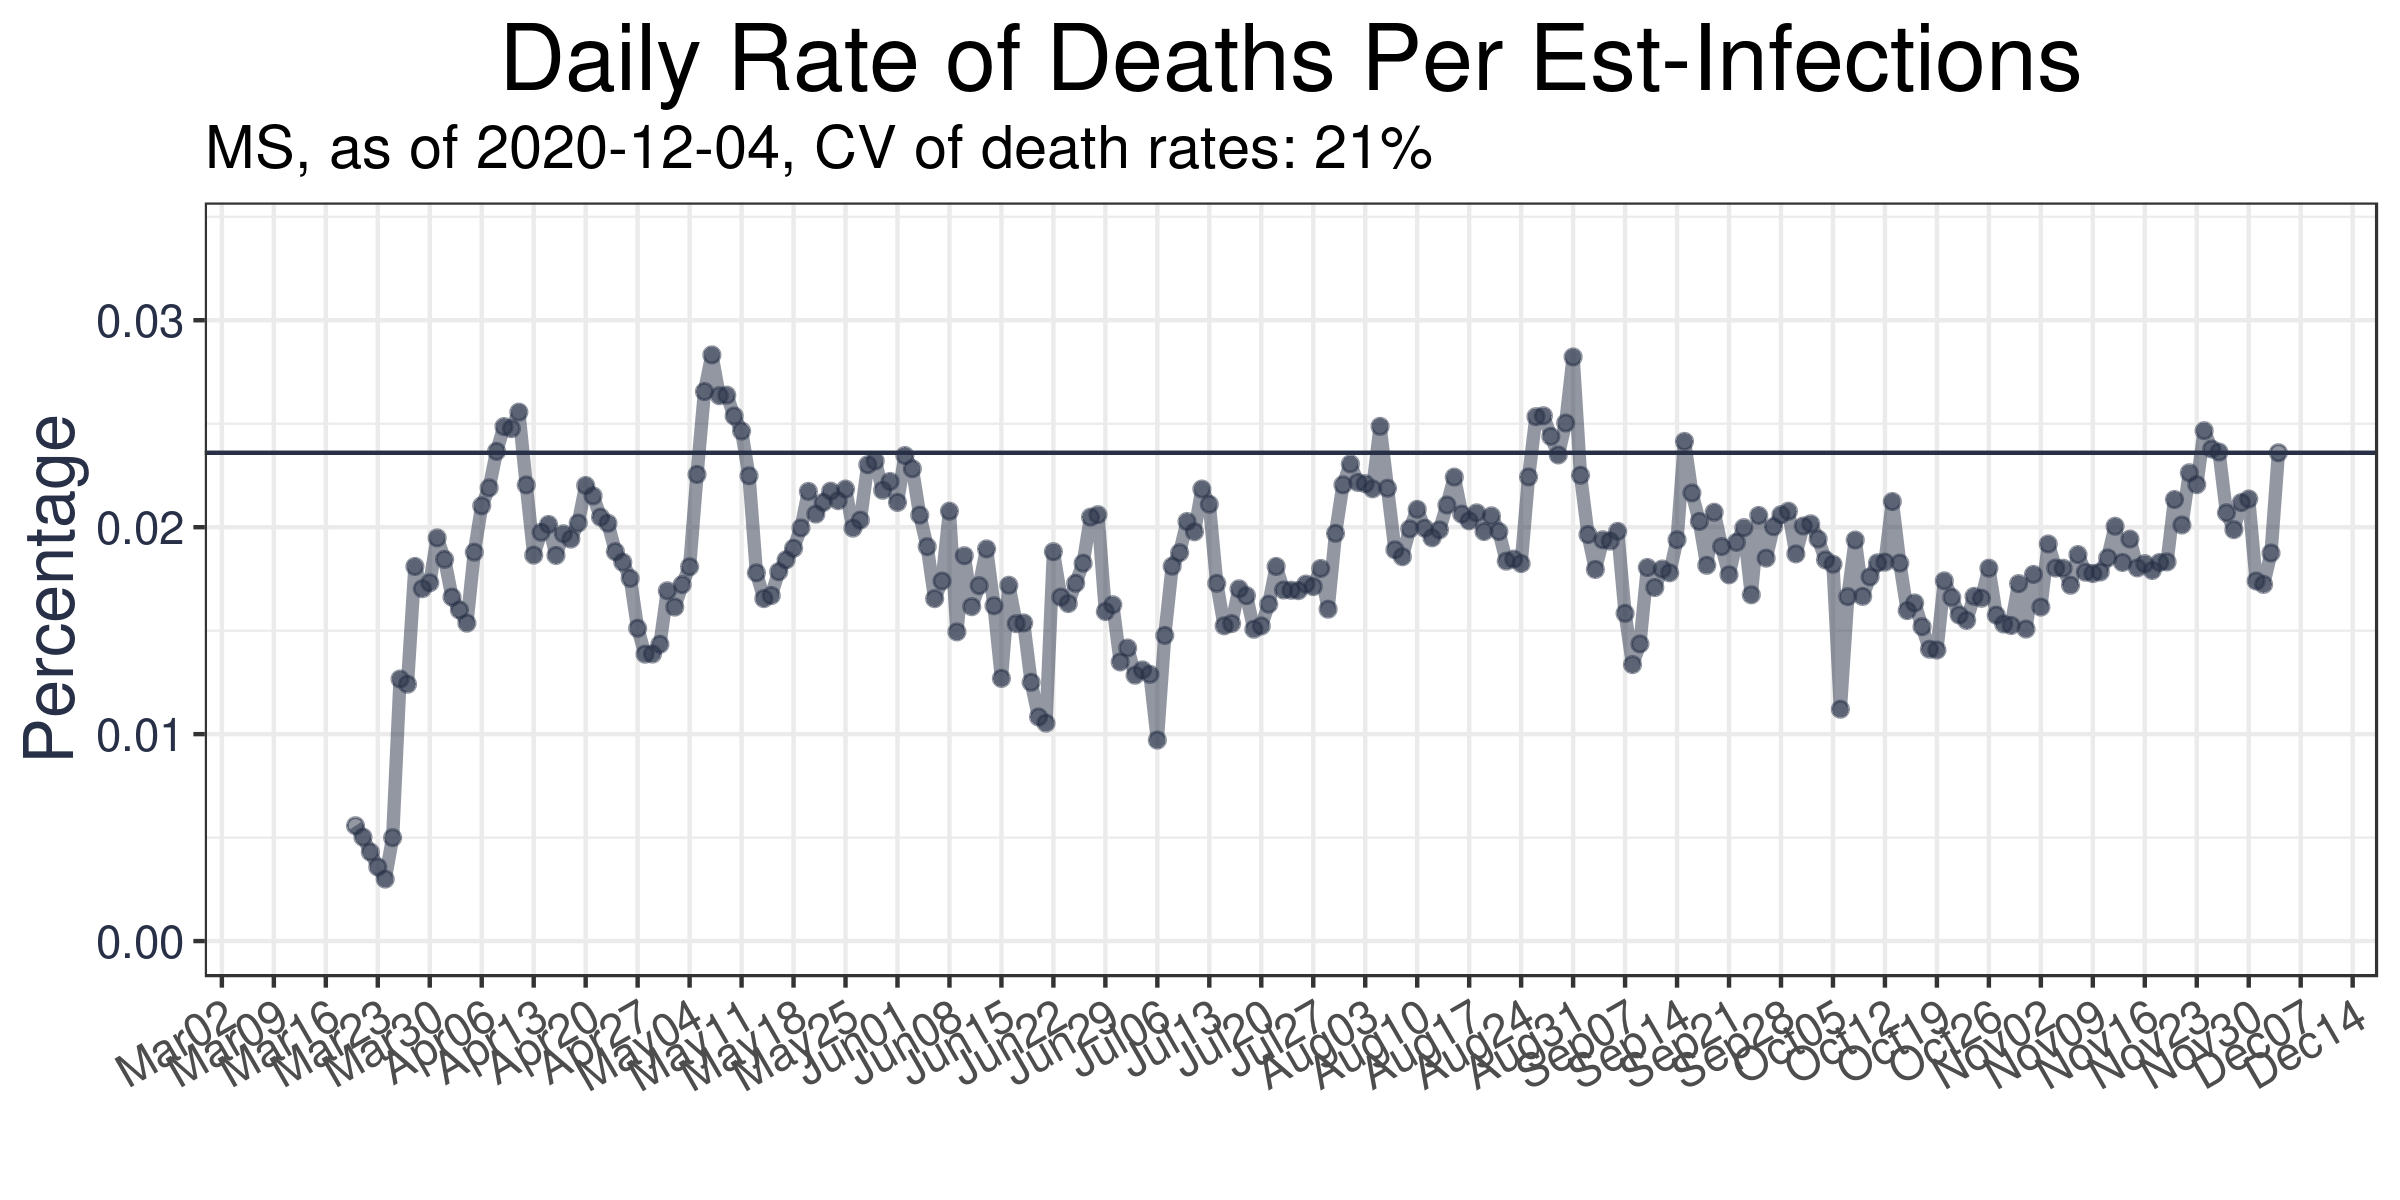 Daily Rate of Deaths Per Est-Infections
MS, as of 2020-12-04, CV of death rates: 21%
Percentage
0.03
0.02
0.01
0.00
Mar02
Mar09
Mar16
Mar23
Mar30
Apr06
Apr13
Apr20
Apr27
May04
May11
May18
May25
Jun01
Jun08
Jun15
Jun22
Jun29
Jul06
Jul13
Jul20
Jul27
Aug03
Aug10
Aug17
Aug24
Aug31
Sep07
Sep14
Sep21
Sep28
Oct05
Oct12
Oct19
Oct26
Nov02
Nov09
Nov16
Nov23
Nov30
Dec07
Dec14